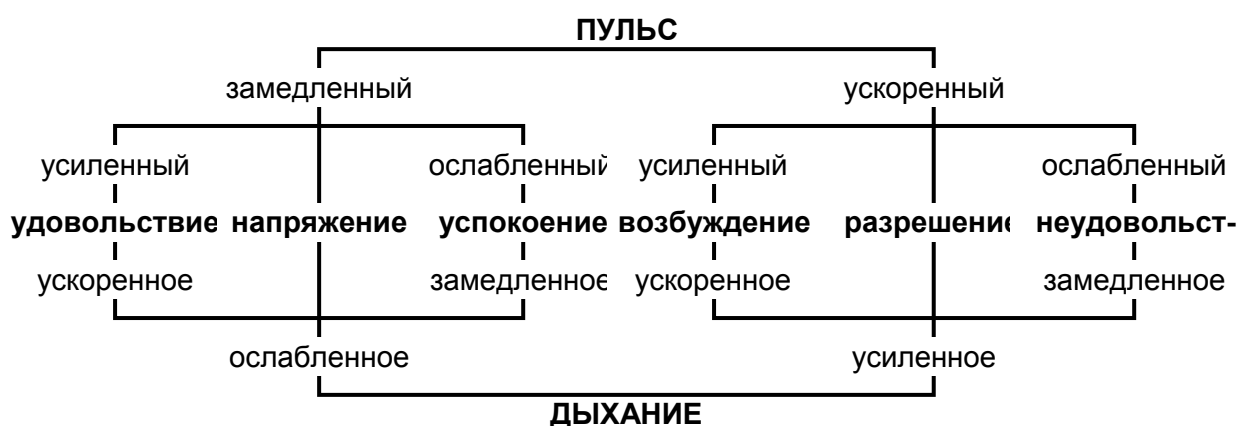 ПУЛЬС
замедленный ускоренный
усиленный ослабленный усиленный ослабленный
удовольствие напряжение успокоение возбуждение разрешение неудовольст-
ускоренное замедленное ускоренное замедленное
ослабленное усиленное
ДЫХАНИЕ